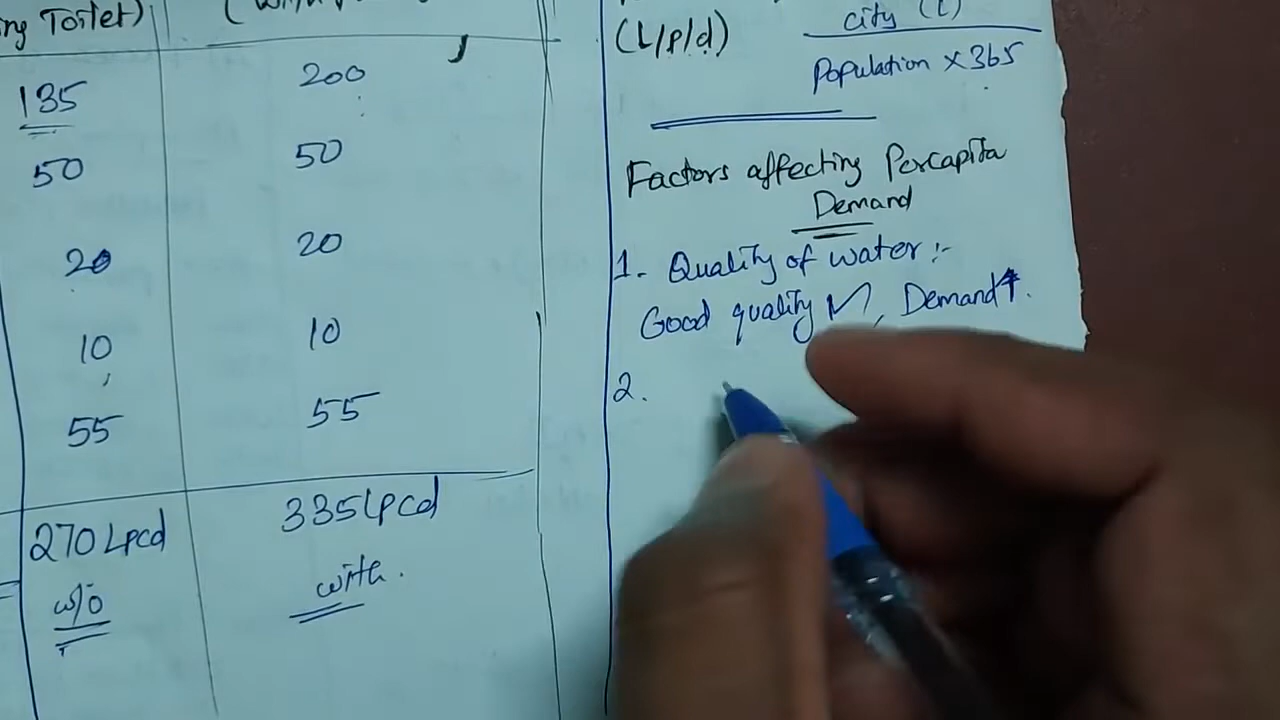 ng Toilet)
135
50
20
10
55
270 Lpcd
w/o
200
50
20
10
55
335 Lpcd
with.
(L/p/d)
city (L)
Population × 365
Factors affecting Percapita
Demand
1. Quality of water :-
Good quality ✓, Demand↑.
2.